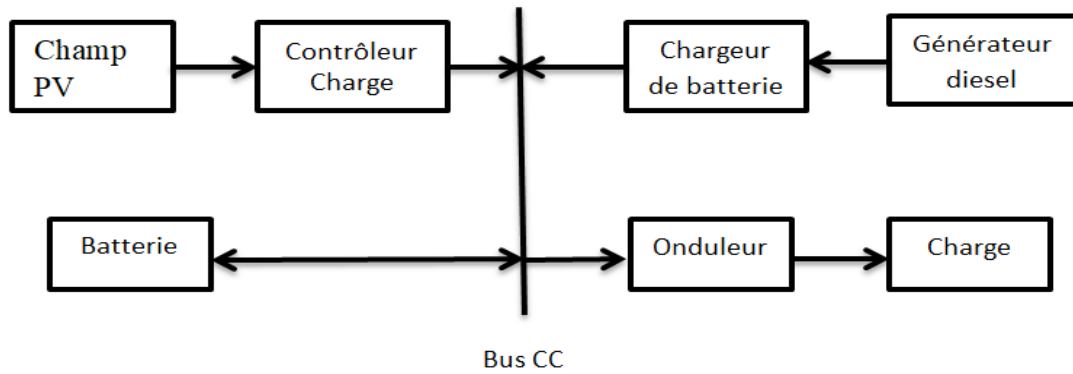 Champ
PV
Contrôleur
Charge
Chargeur
de batterie
Générateur
diesel
Batterie
Onduleur
Charge
Bus CC